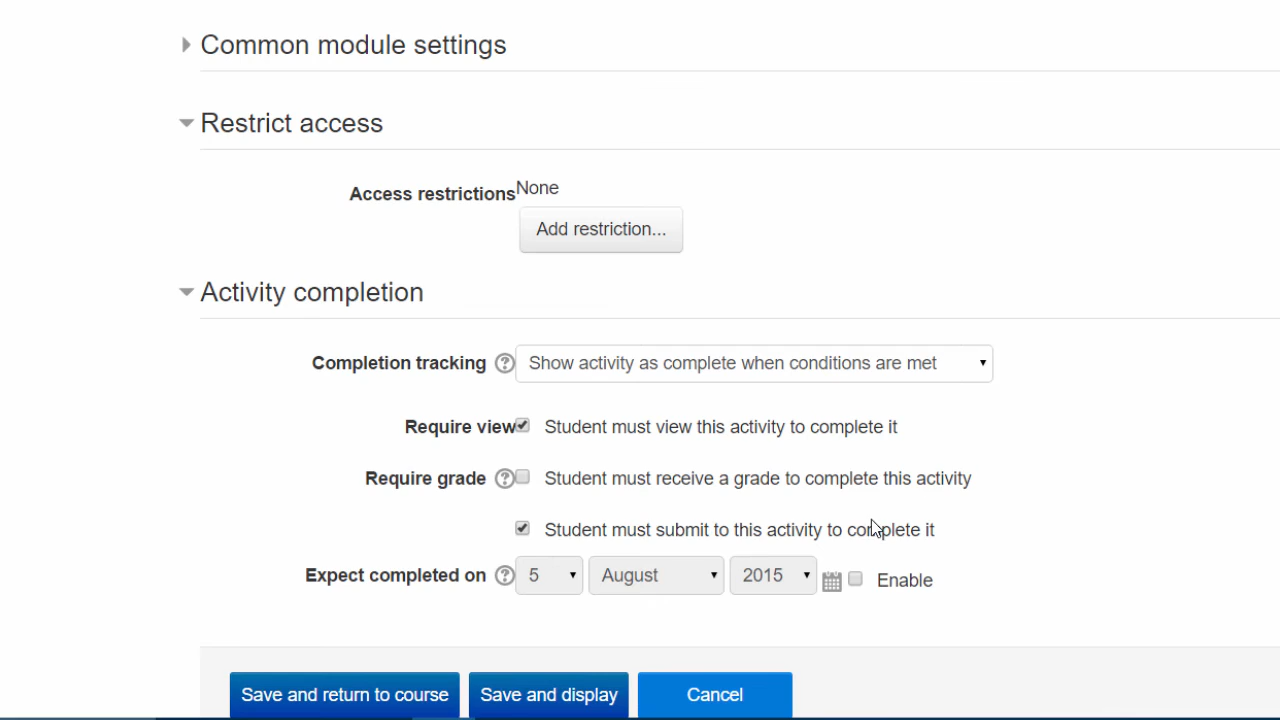 Common module settings
Restrict access
Access restrictions None
Add restriction...
Activity completion
Completion tracking ? Show activity as complete when conditions are met
Require view Student must view this activity to complete it
Require grade ? Student must receive a grade to complete this activity
Student must submit to this activity to complete it
Expect completed on ? 5 August 2015 Enable
Save and return to course Save and display Cancel